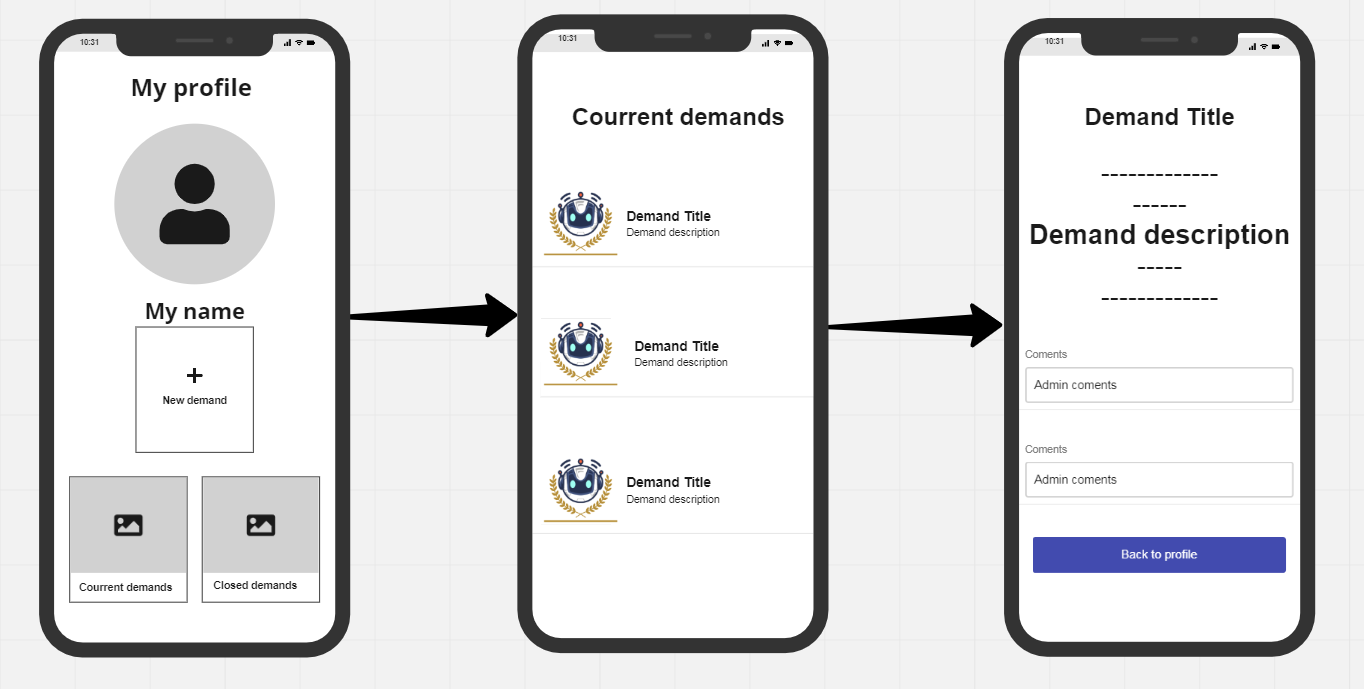 10:31
My profile
My name
New demand
Courrent demands
Closed demands
10:31
Courrent demands
Demand Title
Demand description
Demand Title
Demand description
Demand Title
Demand description
10:31
Demand Title
-------------
------
Demand description
-----
-------------
Coments
Admin coments
Coments
Admin coments
Back to profile